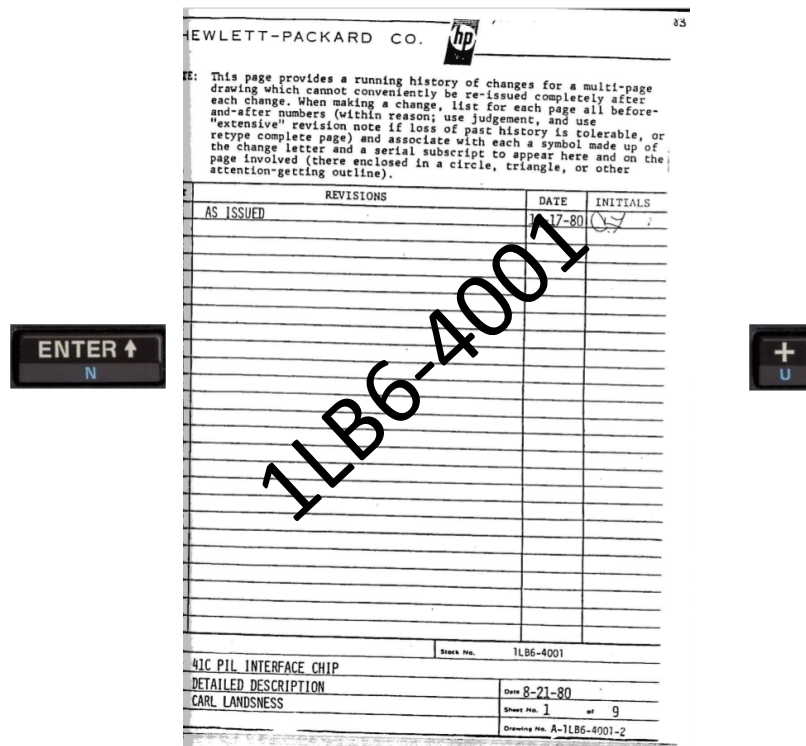 83
HEWLETT-PACKARD CO.
hp
TE: This page provides a running history of changes for a multi-page
drawing which cannot conveniently be re-issued completely after
each change. When making a change, list for each page all before-
and-after numbers (within reason; use judgement, and use
"extensive" revision note if loss of past history is tolerable, or
retype complete page) and associate with each a symbol made up of
the change letter and a serial subscript to appear here and on the
page involved (there enclosed in a circle, triangle, or other
attention-getting outline).
REVISIONS DATE INITIALS
AS ISSUED -17-80
1LB6-4001
ENTER ↑
N
+
U
Stock No. 1LB6-4001
41C PIL INTERFACE CHIP
DETAILED DESCRIPTION
CARL LANDSNESS
Date 8-21-80
Sheet No. 1 of 9
Drawing No. A-1LB6-4001-2